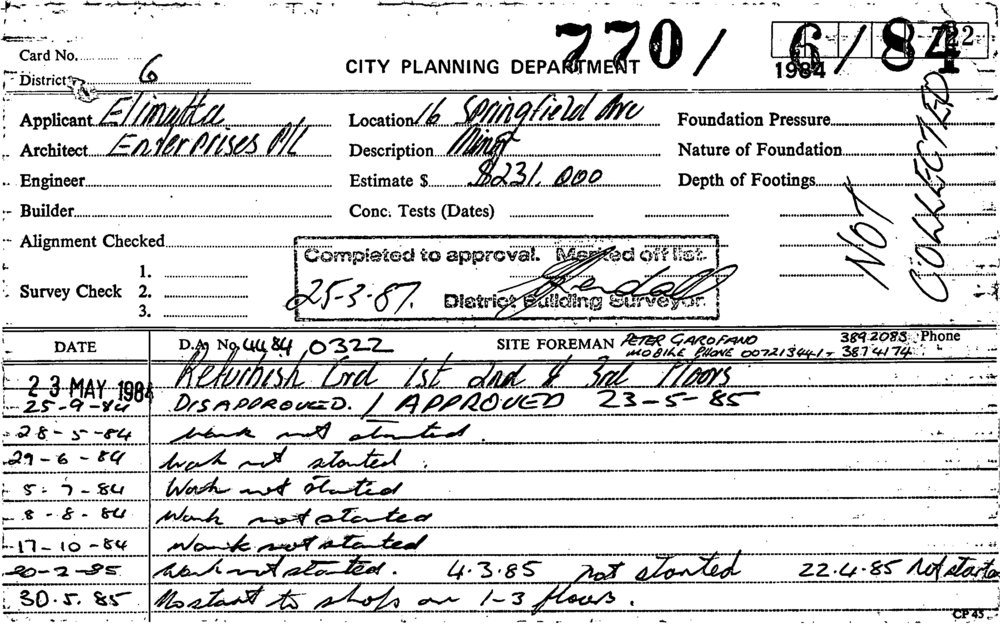 770/6/84
722
1984
Card No.
District 6
CITY PLANNING DEPARTMENT
Applicant Elimatta Location 16 Springfield Ave Foundation Pressure
Architect Enterprises P/L Description Minor Nature of Foundation
Engineer Estimate $ $231.000 Depth of Footings
Builder Conc. Tests (Dates)
NOT COLLECTED
Alignment Checked
Survey Check 1.
2.
3.
Completed to approval. Marked off list.
25-3-87. District Building Surveyor.
DATE D.A. No. 44 84 0322 SITE FOREMAN PETER GAROFANO 3892083 Phone
MOBILE PHONE 007213441- 3874174
23 MAY 1984 Refurnish Grd 1st 2nd & 3rd Floors
25-9-84 DISAPPROVED. / APPROVED 23-5-85
28-5-84 Work not started.
29-6-84 Work not started.
5-7-84 Work not started
8-8-84 Work not started
17-10-84 Work not started
20-2-85 Work not started. 4.3.85 not started 22.4.85 Not started
30.5.85 No start to shops on 1-3 floors.
CP 45